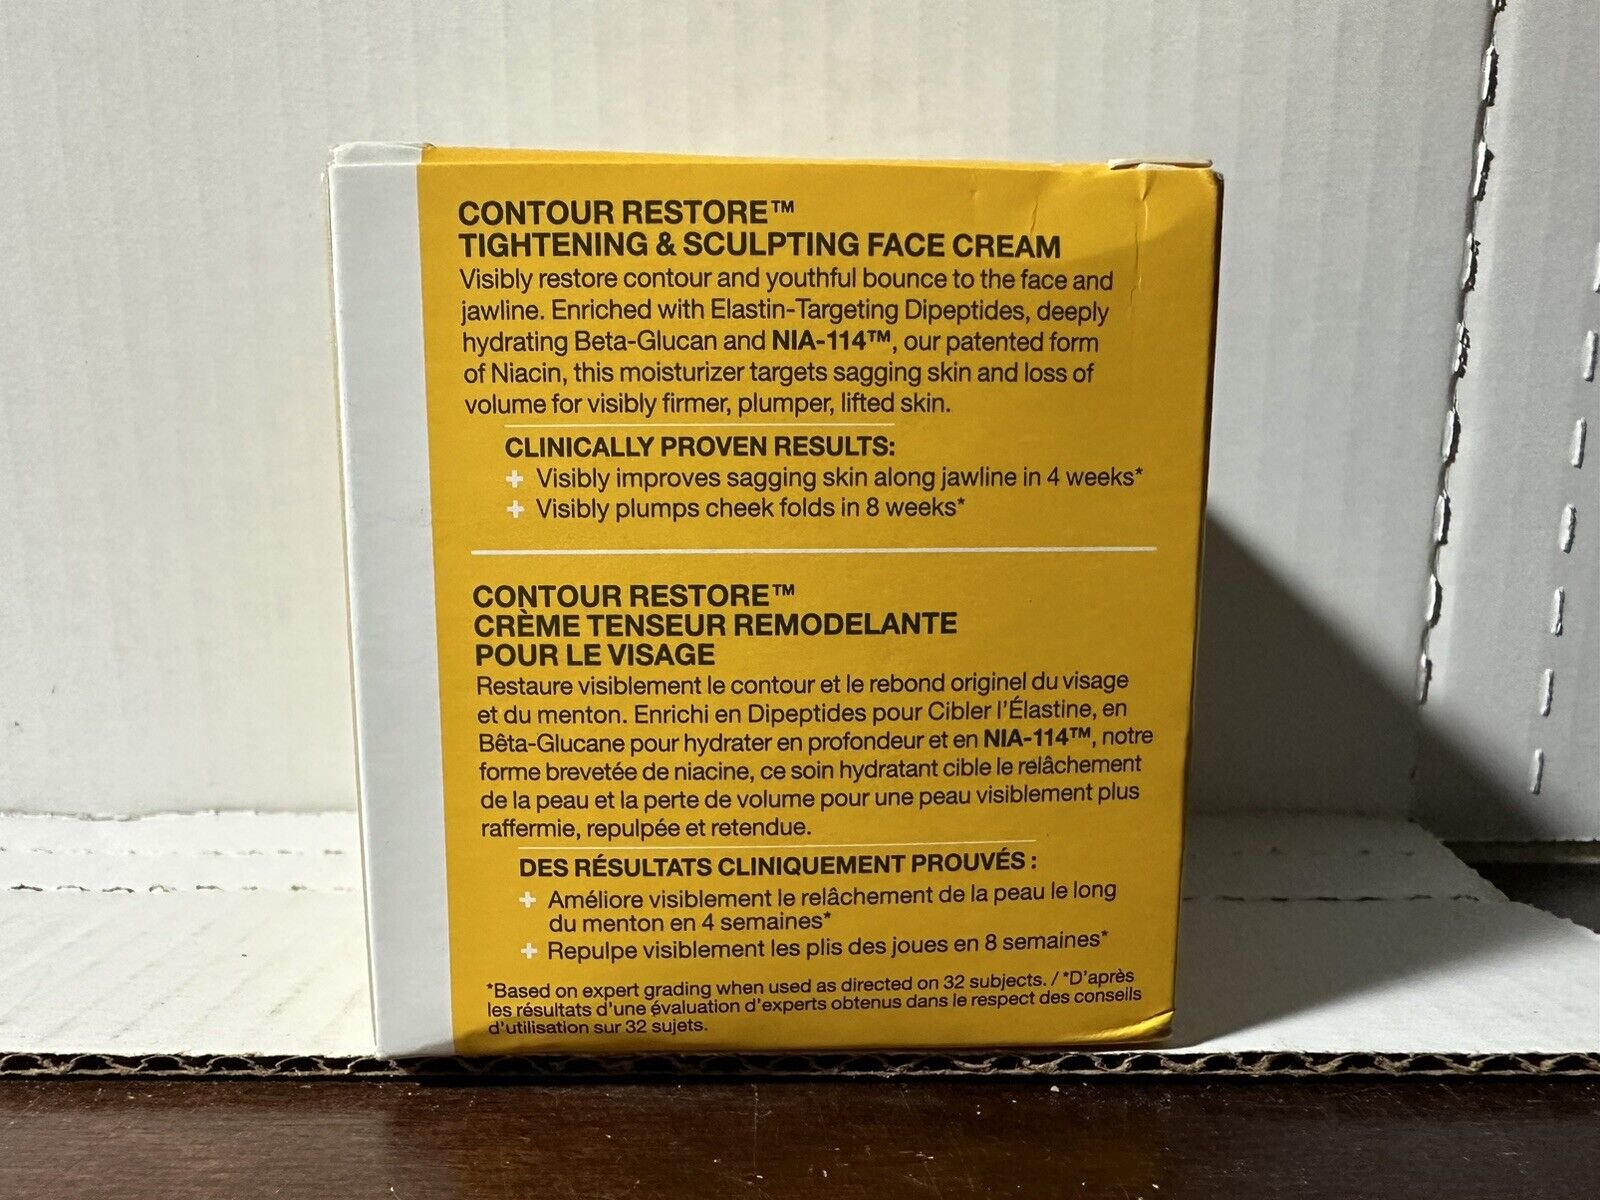 CONTOUR RESTORE™
TIGHTENING & SCULPTING FACE CREAM
Visibly restore contour and youthful bounce to the face and
jawline. Enriched with Elastin-Targeting Dipeptides, deeply
hydrating Beta-Glucan and NIA-114™, our patented form
of Niacin, this moisturizer targets sagging skin and loss of
volume for visibly firmer, plumper, lifted skin.
CLINICALLY PROVEN RESULTS:
+ Visibly improves sagging skin along jawline in 4 weeks*
+ Visibly plumps cheek folds in 8 weeks*
CONTOUR RESTORE™
CRÈME TENSEUR REMODELANTE
POUR LE VISAGE
Restaure visiblement le contour et le rebond originel du visage
et du menton. Enrichi en Dipeptides pour Cibler l'Élastine, en
Bêta-Glucane pour hydrater en profondeur et en NIA-114™, notre
forme brevetée de niacine, ce soin hydratant cible le relâchement
de la peau et la perte de volume pour une peau visiblement plus
raffermie, repulpée et retendue.
DES RÉSULTATS CLINIQUEMENT PROUVÉS :
+ Améliore visiblement le relâchement de la peau le long
du menton en 4 semaines*
+ Repulpe visiblement les plis des joues en 8 semaines*
*Based on expert grading when used as directed on 32 subjects. / *D'après
les résultats d'une évaluation d'experts obtenus dans le respect des conseils
d'utilisation sur 32 sujets.